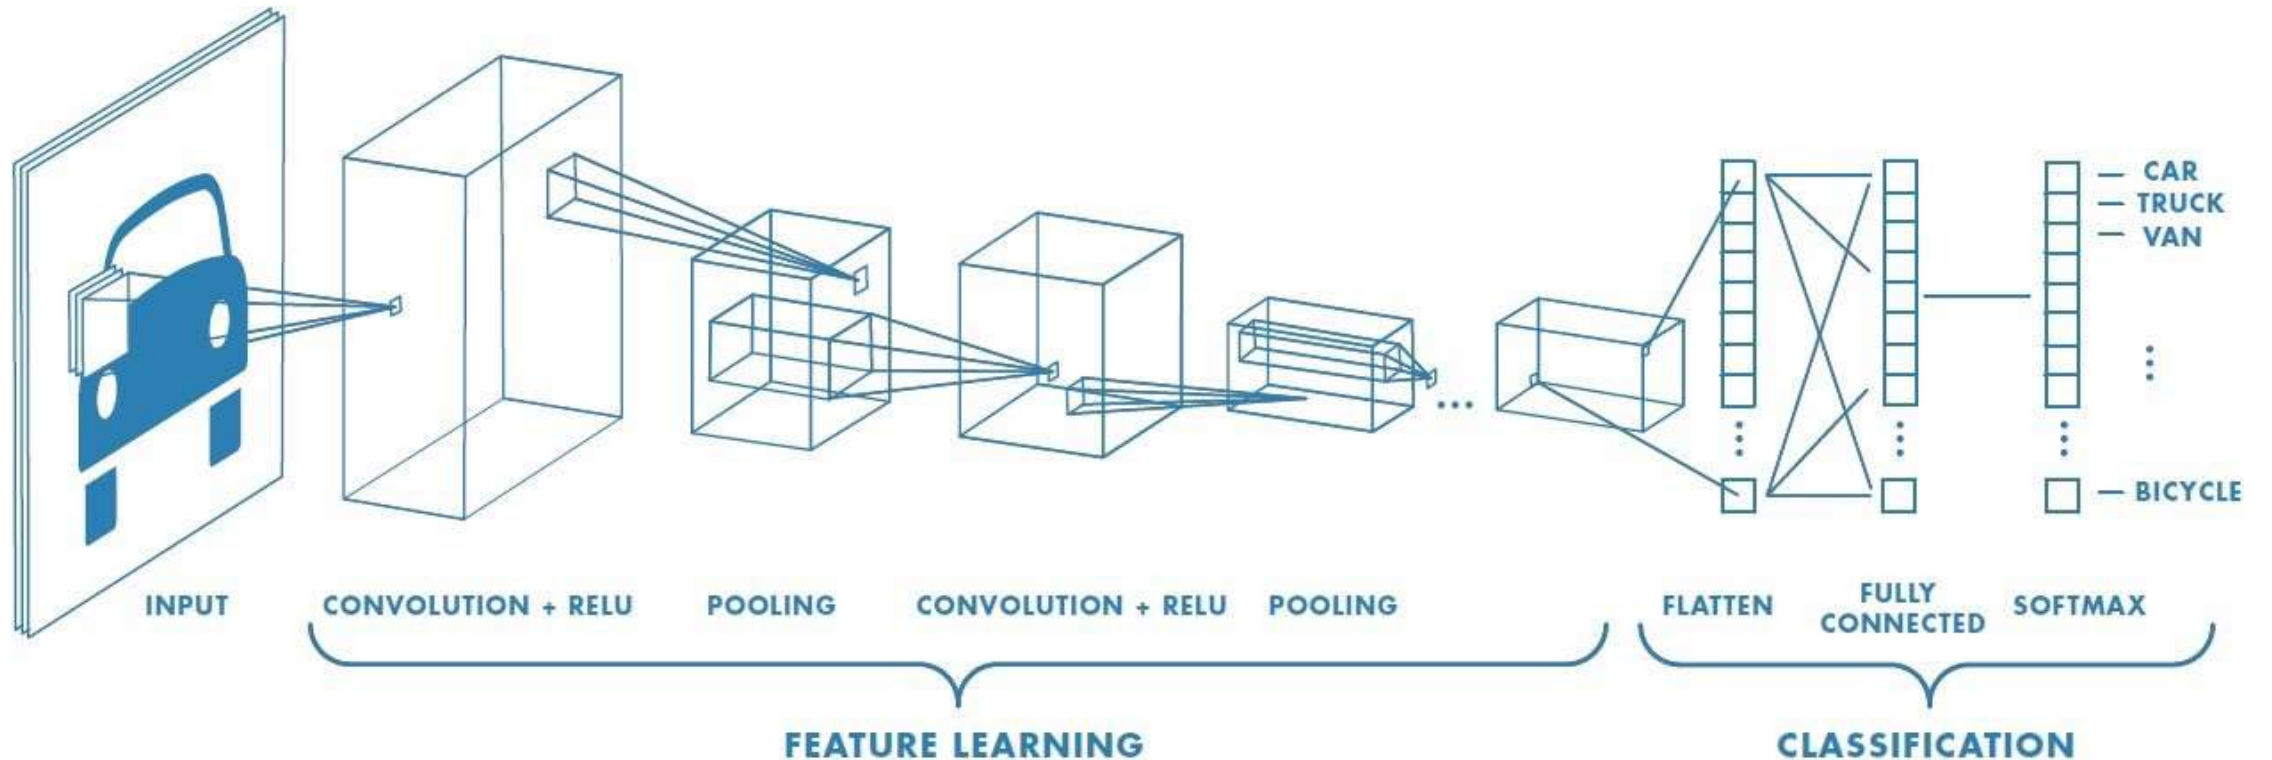 CAR
TRUCK
VAN
BICYCLE
INPUT
CONVOLUTION + RELU
POOLING
CONVOLUTION + RELU
POOLING
FLATTEN
FULLY
CONNECTED
SOFTMAX
FEATURE LEARNING
CLASSIFICATION